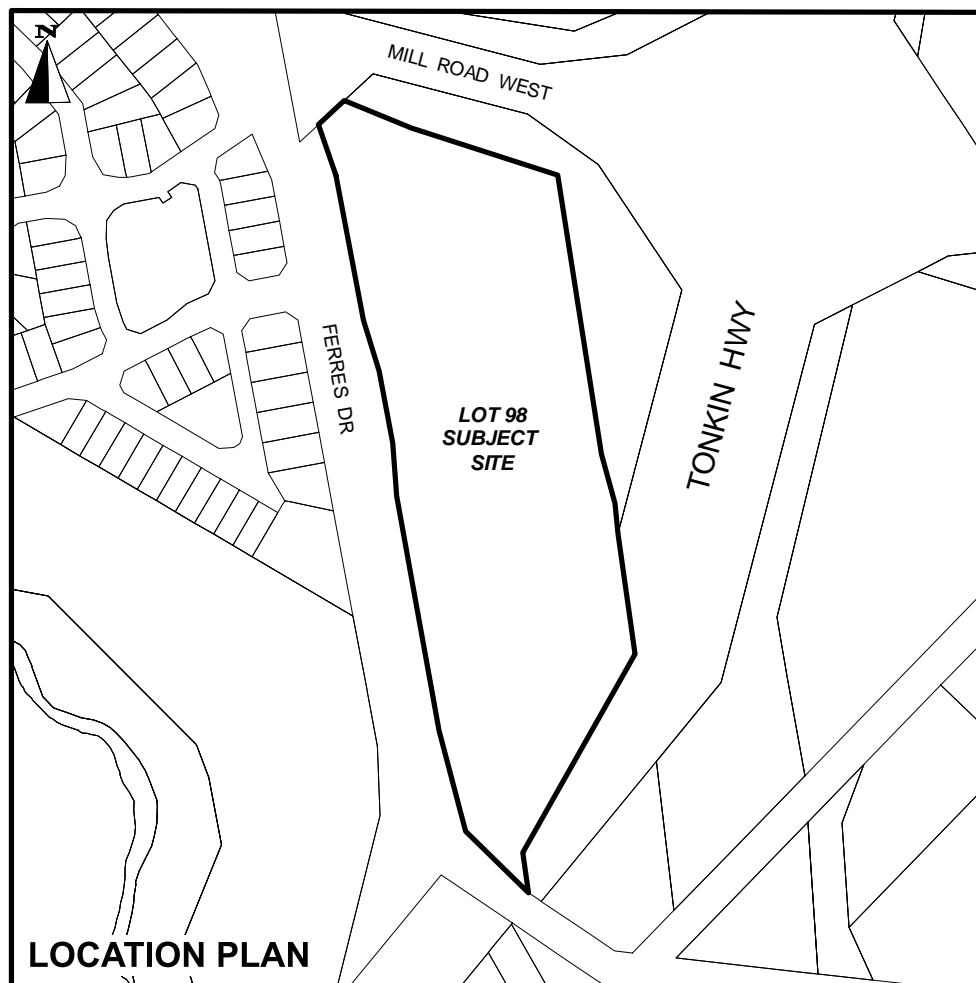 N
MILL ROAD WEST
FERRES DR
TONKIN HWY
LOT 98
SUBJECT
SITE
LOCATION PLAN